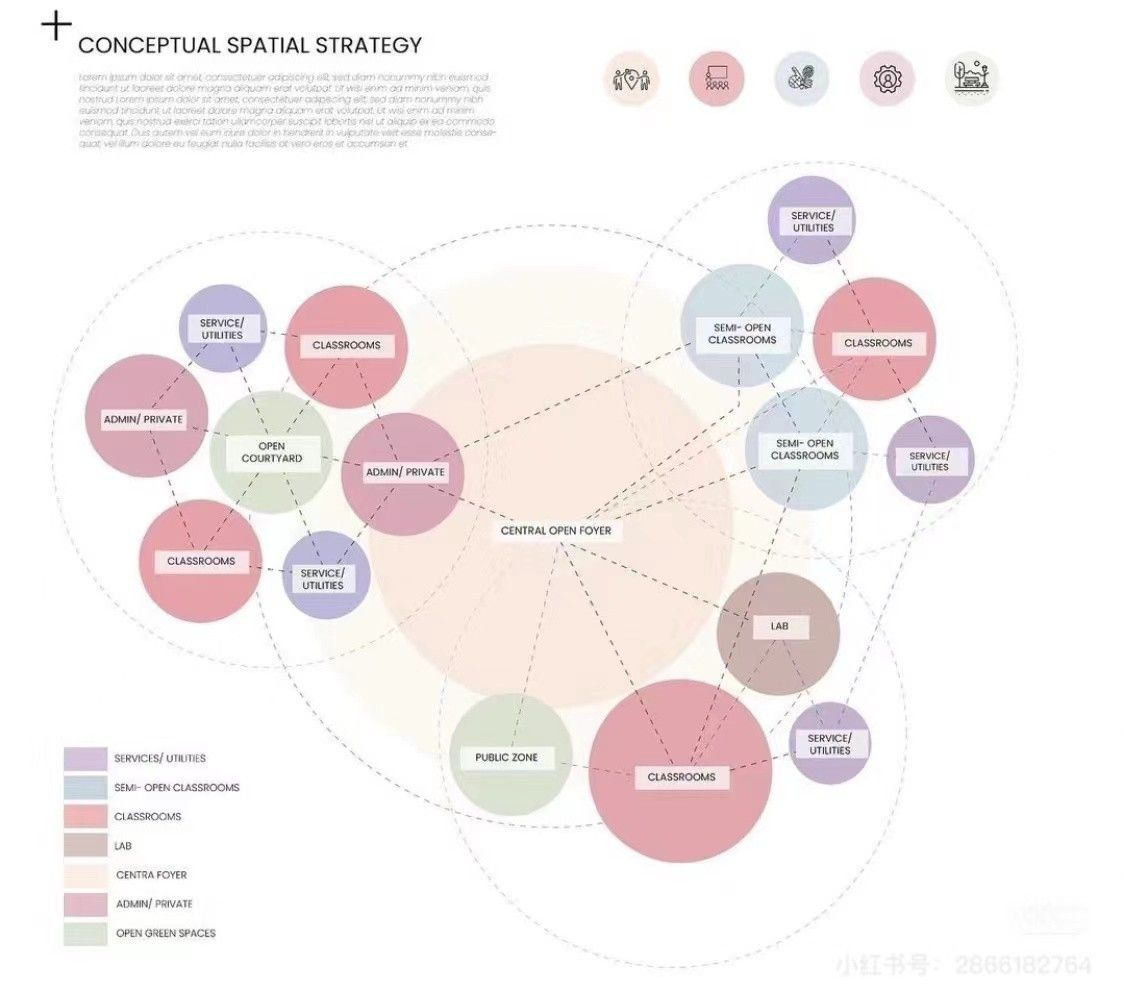 CONCEPTUAL SPATIAL STRATEGY
Lorem ipsum dolor sit amet, consectetuer adipiscing elit, sed diam nonummy nibh euismod
tincidunt ut laoreet dolore magna aliquam erat volutpat. Ut wisi enim ad minim veniam, quis
nostrud Lorem ipsum dolor sit amet, consectetuer adipiscing elit, sed diam nonummy nibh
euismod tincidunt ut laoreet dolore magna aliquam erat volutpat. Ut wisi enim ad minim
veniam, quis nostrud exerci tation ullamcorper suscipit lobortis nisl ut aliquip ex ea commodo
consequat. Duis autem vel eum iriure dolor in hendrerit in vulputate velit esse molestie conse-
quat, vel illum dolore eu feugiat nulla facilisis at vero eros et accumsan et
SERVICE/
UTILITIES
CLASSROOMS
ADMIN/ PRIVATE
OPEN
COURTYARD
ADMIN/ PRIVATE
CLASSROOMS
SERVICE/
UTILITIES
SERVICE/
UTILITIES
SEMI- OPEN
CLASSROOMS
CLASSROOMS
SEMI- OPEN
CLASSROOMS
SERVICE/
UTILITIES
CENTRAL OPEN FOYER
LAB
PUBLIC ZONE
CLASSROOMS
SERVICE/
UTILITIES
SERVICES/ UTILITIES
SEMI- OPEN CLASSROOMS
CLASSROOMS
LAB
CENTRA FOYER
ADMIN/ PRIVATE
OPEN GREEN SPACES
小红书号: 2866182764